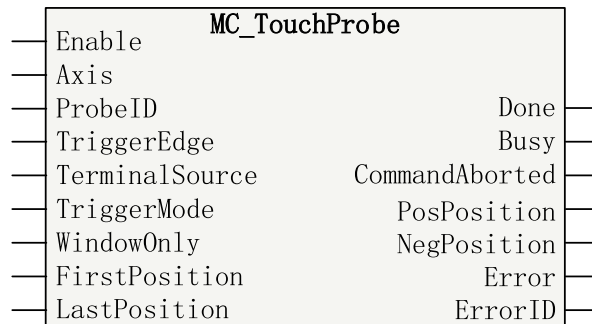 MC_TouchProbe
Enable
Axis
ProbeID
Done
TriggerEdge
Busy
TerminalSource
CommandAborted
TriggerMode
PosPosition
WindowOnly
NegPosition
FirstPosition
Error
LastPosition
ErrorID